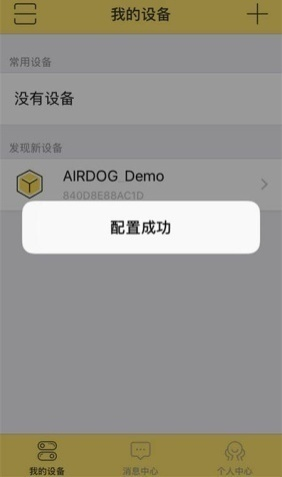 我的设备
常用设备
没有设备
发现新设备
AIRDOG Demo
840D8E88AC1D
配置成功
我的设备
消息中心
个人中心